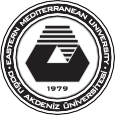 EASTERN MEDITERRANEAN UNIVERSITY
1979
DOĞU AKDENİZ ÜNİVERSİTESİ